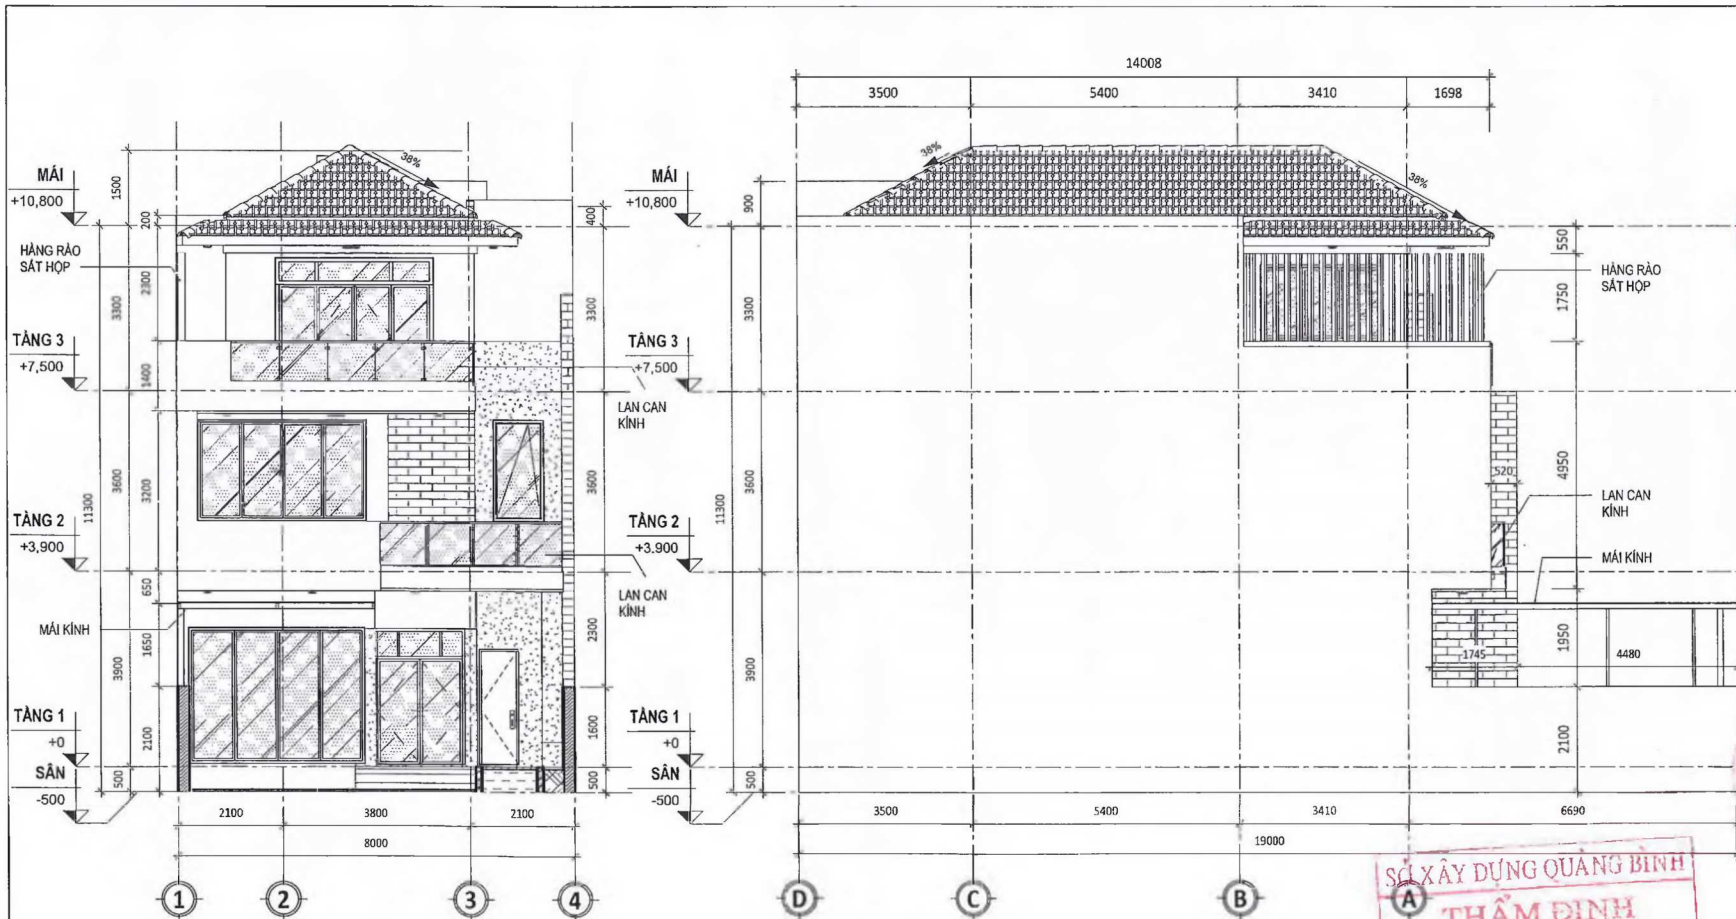 14008
3500
5400
3410
1698
38%
MÁI
+10,800
1500
200
HÀNG RÀO
SẮT HỘP
2300
3300
TẦNG 3
+7,500
1400
3600
3200
11300
TẦNG 2
+3,900
650
MÁI KÍNH
1650
3900
TẦNG 1
+0
2100
SÂN
-500
500
400
3300
LAN CAN
KÍNH
3600
LAN CAN
KÍNH
2300
1600
500
2100
3800
2100
8000
1
2
3
4
MÁI
+10,800
900
38%
38%
3300
TẦNG 3
+7,500
3600
11300
TẦNG 2
+3.900
3900
TẦNG 1
+0
SÂN
-500
500
550
HÀNG RÀO
SẮT HỘP
1750
4950
520
LAN CAN
KÍNH
MÁI KÍNH
1950
1745
4480
2100
3500
5400
3410
6690
19000
D
C
B
A
SỞ XÂY DỰNG QUẢNG BÌNH
THẨM ĐỊNH